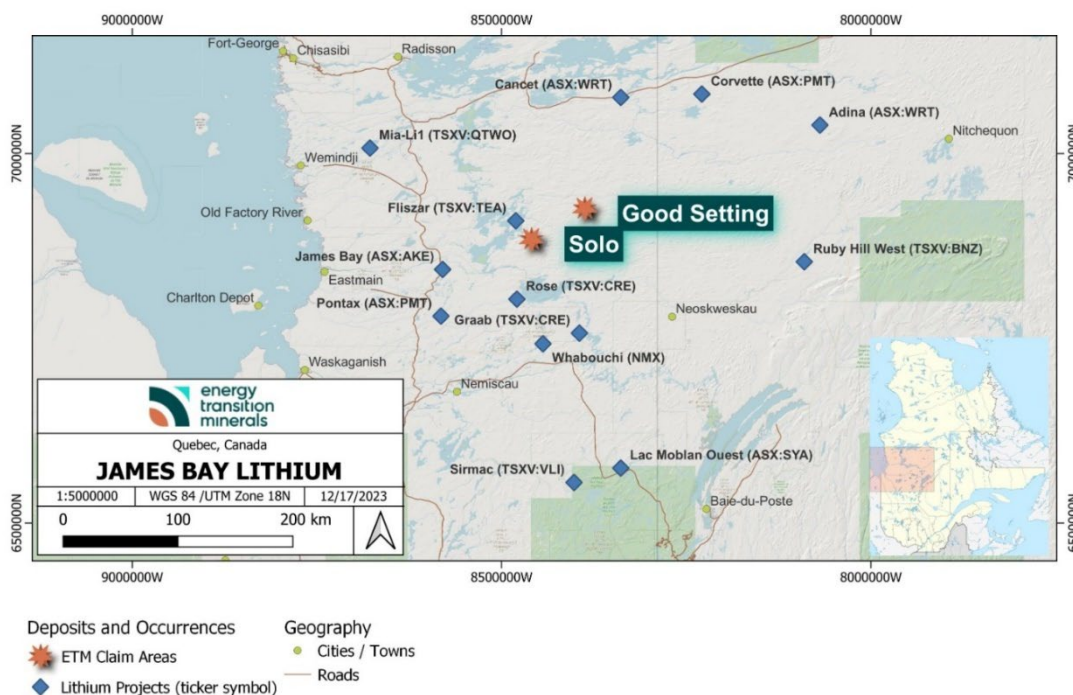 9000000W
8500000W
8000000W
Fort-George
Chisasibi
Radisson
Cancet (ASX:WRT)
Corvette (ASX:PMT)
Adina (ASX:WRT)
Mia-Li1 (TSXV:QTWO)
Nitchequon
7000000N
7000000N
Wemindji
Fliszar (TSXV:TEA)
Good Setting
Old Factory River
Solo
James Bay (ASX:AKE)
Ruby Hill West (TSXV:BNZ)
Eastmain
Rose (TSXV:CRE)
Charlton Depot
Pontax (ASX:PMT)
Graab (TSXV:CRE)
Neoskweskau
Whabouchi (NMX)
Waskaganish
Nemiscau
energy
transition
minerals
Quebec, Canada
JAMES BAY LITHIUM
1:5000000
WGS 84 /UTM Zone 18N
12/17/2023
0 100 200 km
Lac Moblan Ouest (ASX:SYA)
Sirmac (TSXV:VLI)
Baie-du-Poste
6500000N
6500000N
9000000W
8500000W
8000000W
Deposits and Occurrences
ETM Claim Areas
Lithium Projects (ticker symbol)
Geography
Cities / Towns
Roads